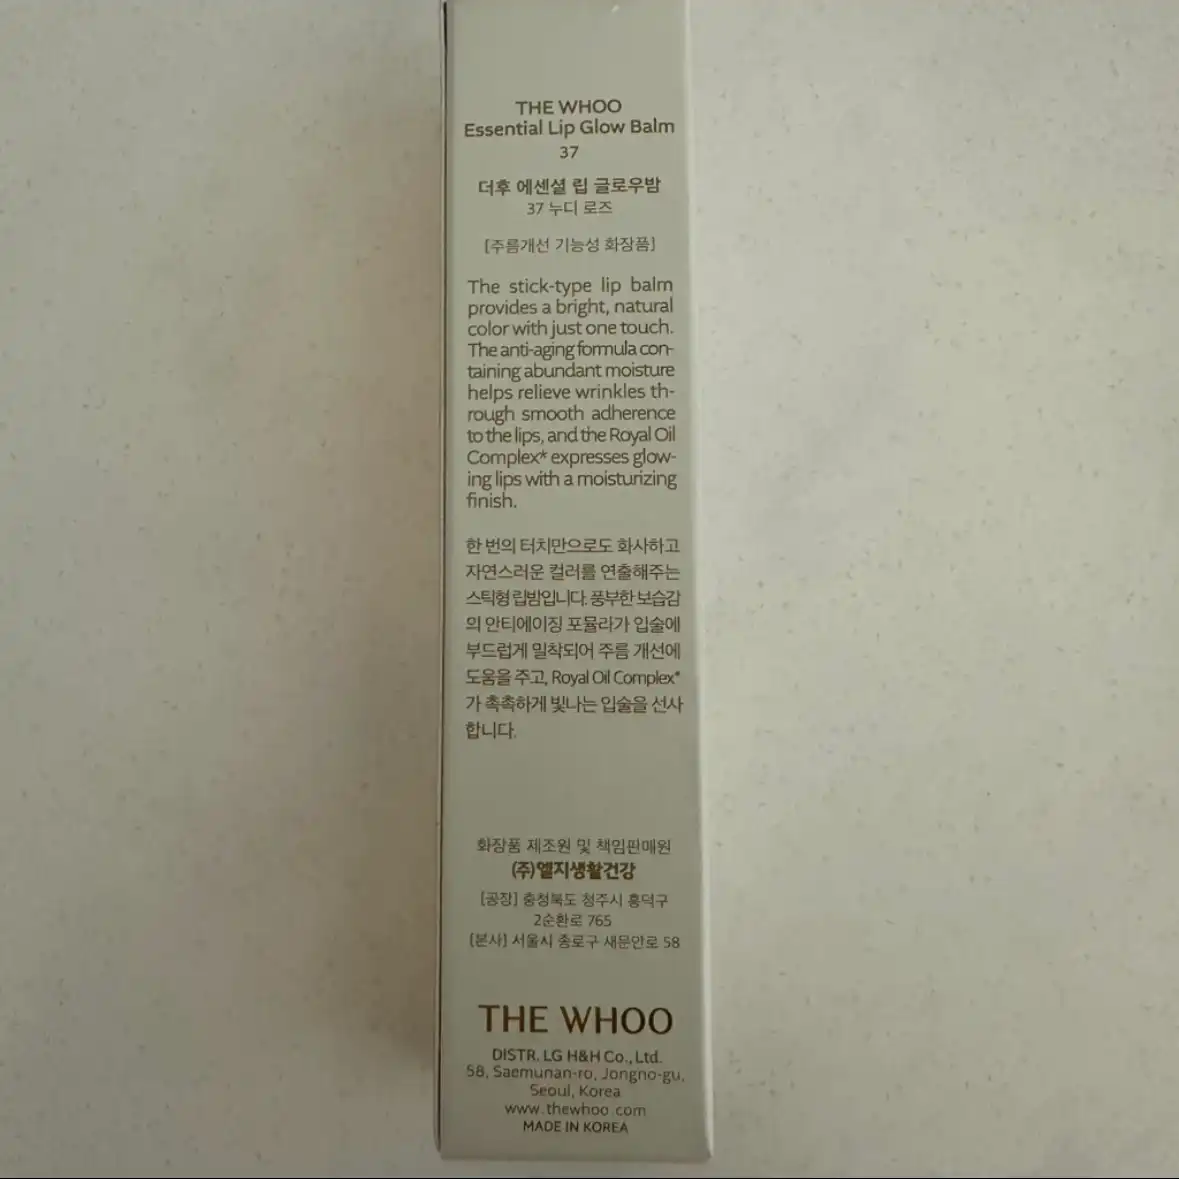 THE WHOO
Essential Lip Glow Balm
37
더후 에센셜 립 글로우밤
37 누디 로즈
[주름개선 기능성 화장품]
The stick-type lip balm
provides a bright, natural
color with just one touch.
The anti-aging formula con-
taining abundant moisture
helps relieve wrinkles th-
rough smooth adherence
to the lips, and the Royal Oil
Complex* expresses glow-
ing lips with a moisturizing
finish.
한 번의 터치만으로도 화사하고
자연스러운 컬러를 연출해주는
스틱형 립밤입니다. 풍부한 보습감
의 안티에이징 포뮬라가 입술에
부드럽게 밀착되어 주름 개선에
도움을 주고, Royal Oil Complex*
가 촉촉하게 빛나는 입술을 선사
합니다.
화장품 제조원 및 책임판매원
(주)엘지생활건강
[공장] 충청북도 청주시 흥덕구
2순환로 765
[본사] 서울시 종로구 새문안로 58
THE WHOO
DISTR. LG H&H Co., Ltd.
58, Saemunan-ro, Jongno-gu,
Seoul, Korea
www.thewhoo.com
MADE IN KOREA